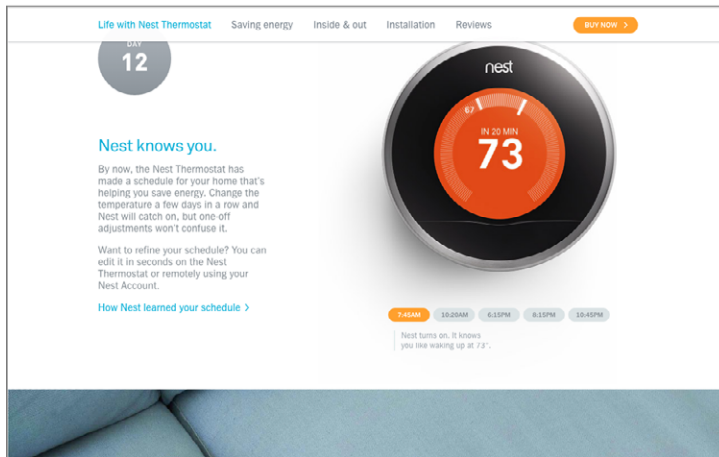 Life with Nest Thermostat Saving energy Inside & out Installation Reviews BUY NOW >
DAY
12
nest
67
IN 20 MIN
73
Nest knows you.
By now, the Nest Thermostat has
made a schedule for your home that's
helping you save energy. Change the
temperature a few days in a row and
Nest will catch on, but one-off
adjustments won't confuse it.
Want to refine your schedule? You can
edit it in seconds on the Nest
Thermostat or remotely using your
Nest Account.
How Nest learned your schedule >
7:45AM 10:20AM 6:15PM 8:15PM 10:45PM
Nest turns on. It knows
you like waking up at 73°.